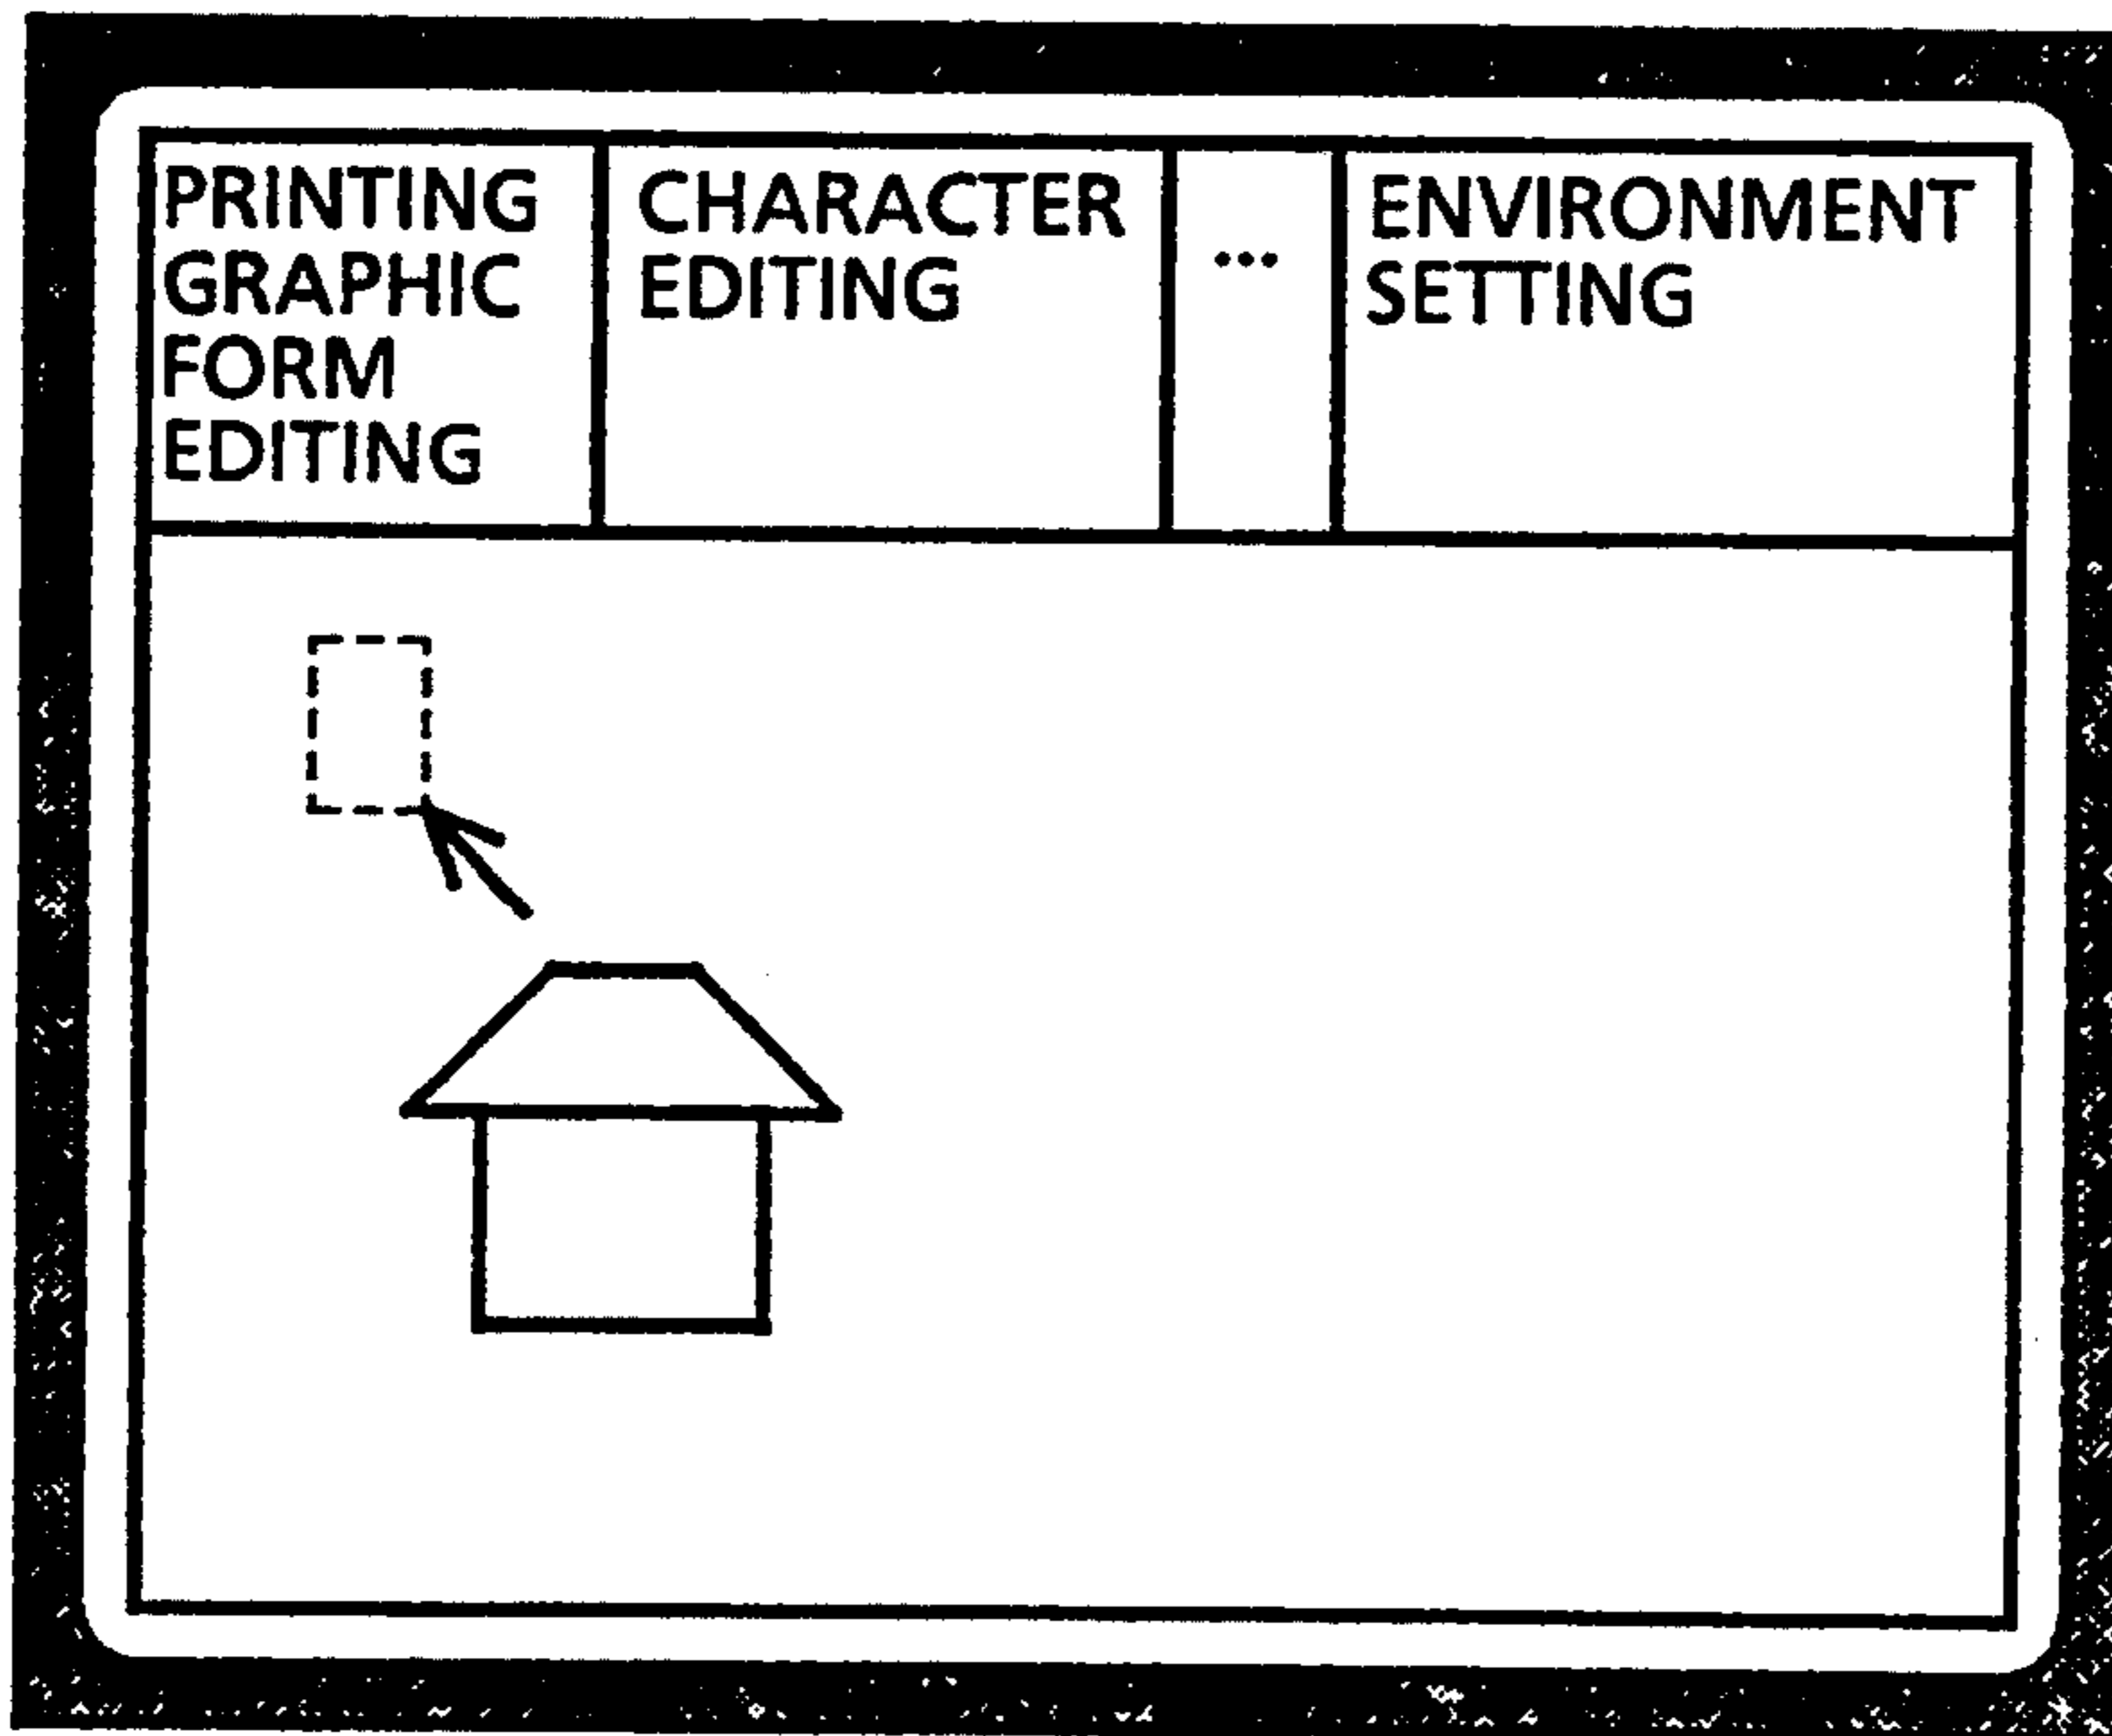 PRINTING
GRAPHIC
FORM
EDITING
CHARACTER
EDITING
...
ENVIRONMENT
SETTING